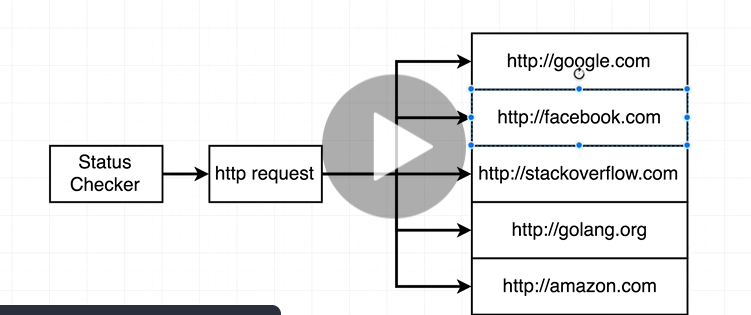 http://google.com
http://facebook.com
Status
Checker
http request
http://stackoverflow.com
http://golang.org
http://amazon.com